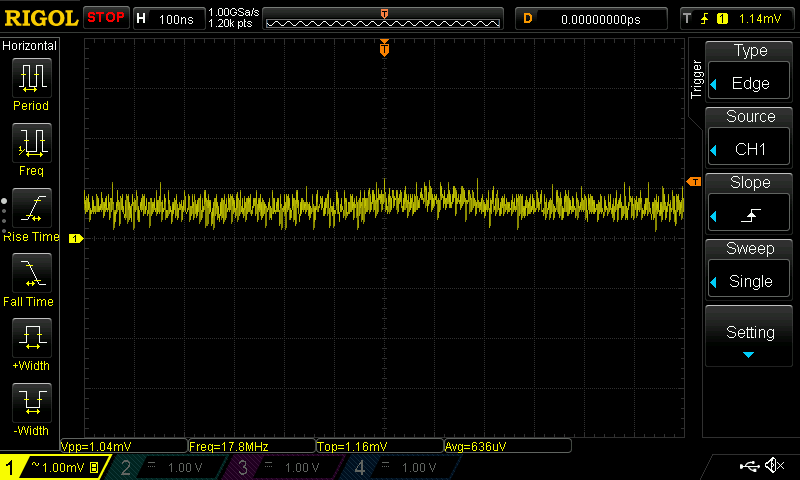 RIGOL STOP H 100ns 1.00GSa/s D 0.00000000ps T 1 1.14mV
1.20k pts
T
Horizontal
Period
Freq
Rise Time
Fall Time
+Width
-Width
T
1
T
Trigger
Type
Edge
Source
CH1
Slope
Sweep
Single
Setting
Vpp=1.04mV Freq=17.8MHz Top=1.16mV Avg=636uV
1 ~ 1.00mV B 2 1.00 V 3 1.00 V 4 1.00 V